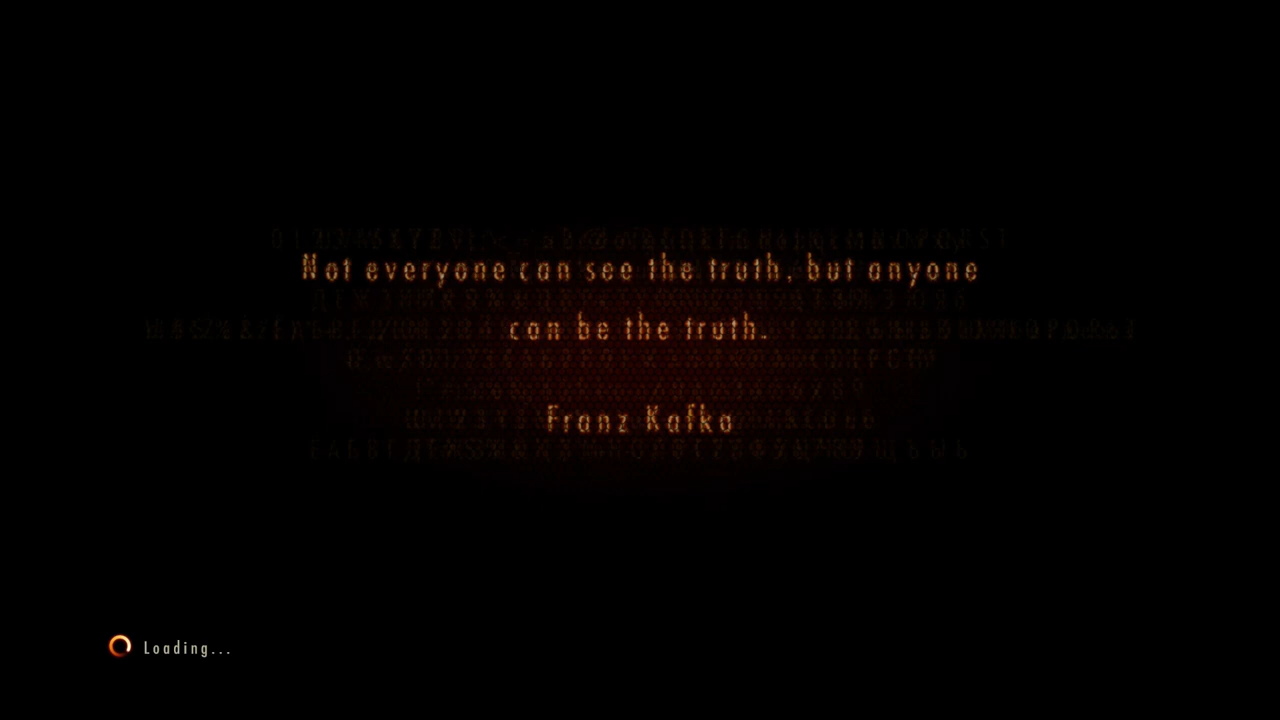 Not everyone can see the truth, but anyone
can be the truth.
Franz Kafka
Loading...